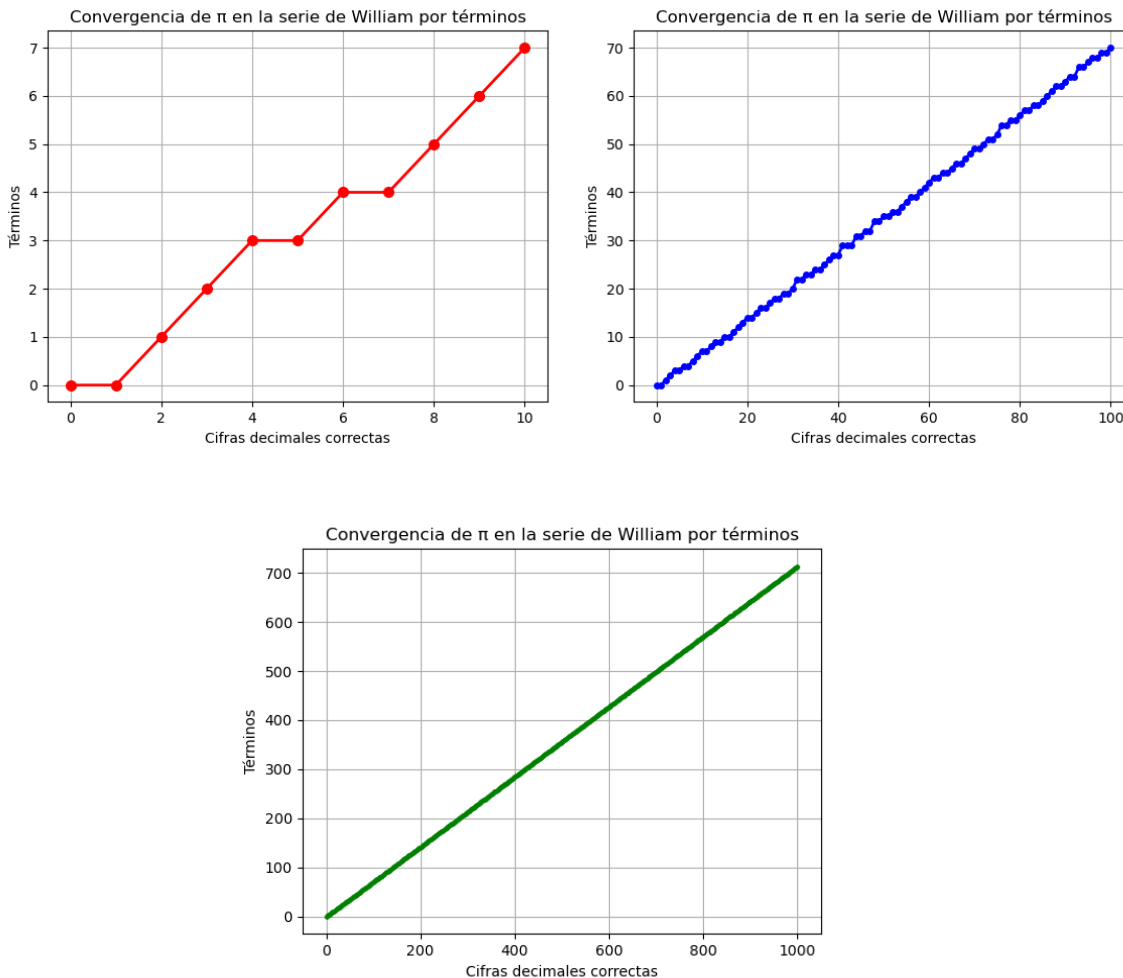 Convergencia de π en la serie de William por términos
7
6
5
4
3
2
1
0
Términos
0 2 4 6 8 10
Cifras decimales correctas
Convergencia de π en la serie de William por términos
70
60
50
40
30
20
10
0
Términos
0 20 40 60 80 100
Cifras decimales correctas
Convergencia de π en la serie de William por términos
700
600
500
400
300
200
100
0
Términos
0 200 400 600 800 1000
Cifras decimales correctas